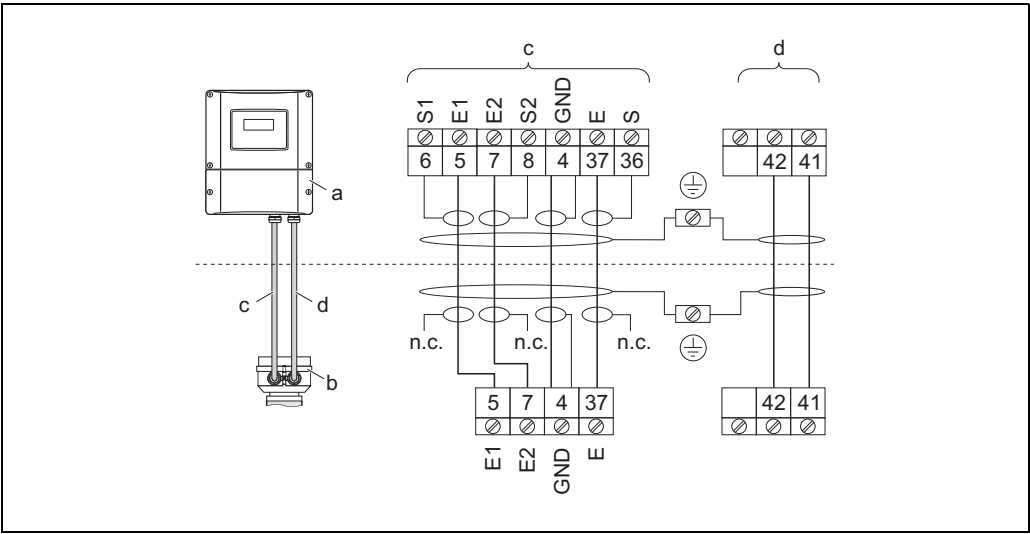 c
d
S1 E1 E2 S2 GND E S
6 5 7 8 4 37 36
42 41
a
c
d
n.c. n.c. n.c.
b
5 7 4 37
42 41
E1 E2 GND E